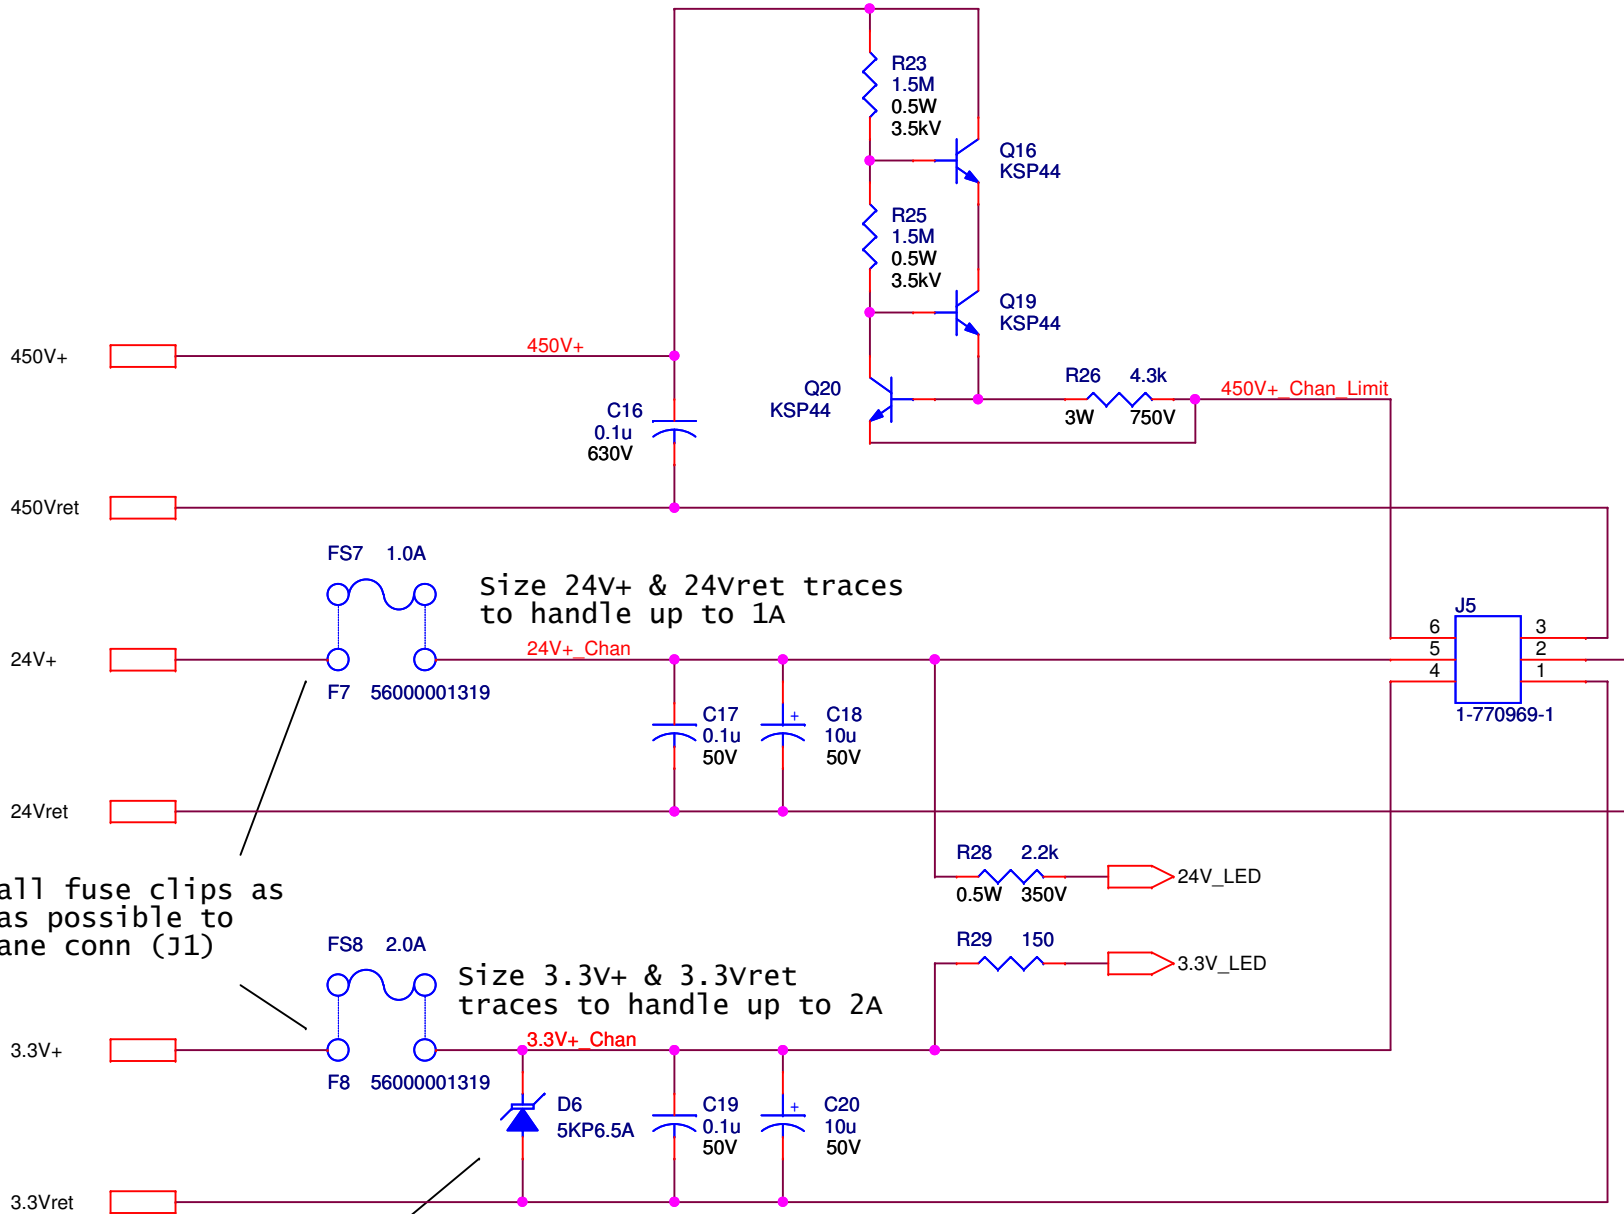 R23
1.5M
0.5W
3.5kV
Q16
KSP44
R25
1.5M
0.5W
3.5kV
Q19
KSP44
450V+
450V+
Q20
KSP44
R26 4.3k
3W 750V
450V+_Chan_Limit
C16
0.1u
630V
450Vret
FS7 1.0A
Size 24V+ & 24Vret traces
to handle up to 1A
24V+
24V+_Chan
F7 56000001319
J5
6 3
5 2
4 1
1-770969-1
C17
0.1u
50V
+
C18
10u
50V
24Vret
R28 2.2k
0.5W 350V
24V_LED
all fuse clips as
as possible to
ane conn (J1)
R29 150
3.3V_LED
FS8 2.0A
Size 3.3V+ & 3.3Vret
traces to handle up to 2A
3.3V+
3.3V+_Chan
F8 56000001319
D6
5KP6.5A
C19
0.1u
50V
+
C20
10u
50V
3.3Vret